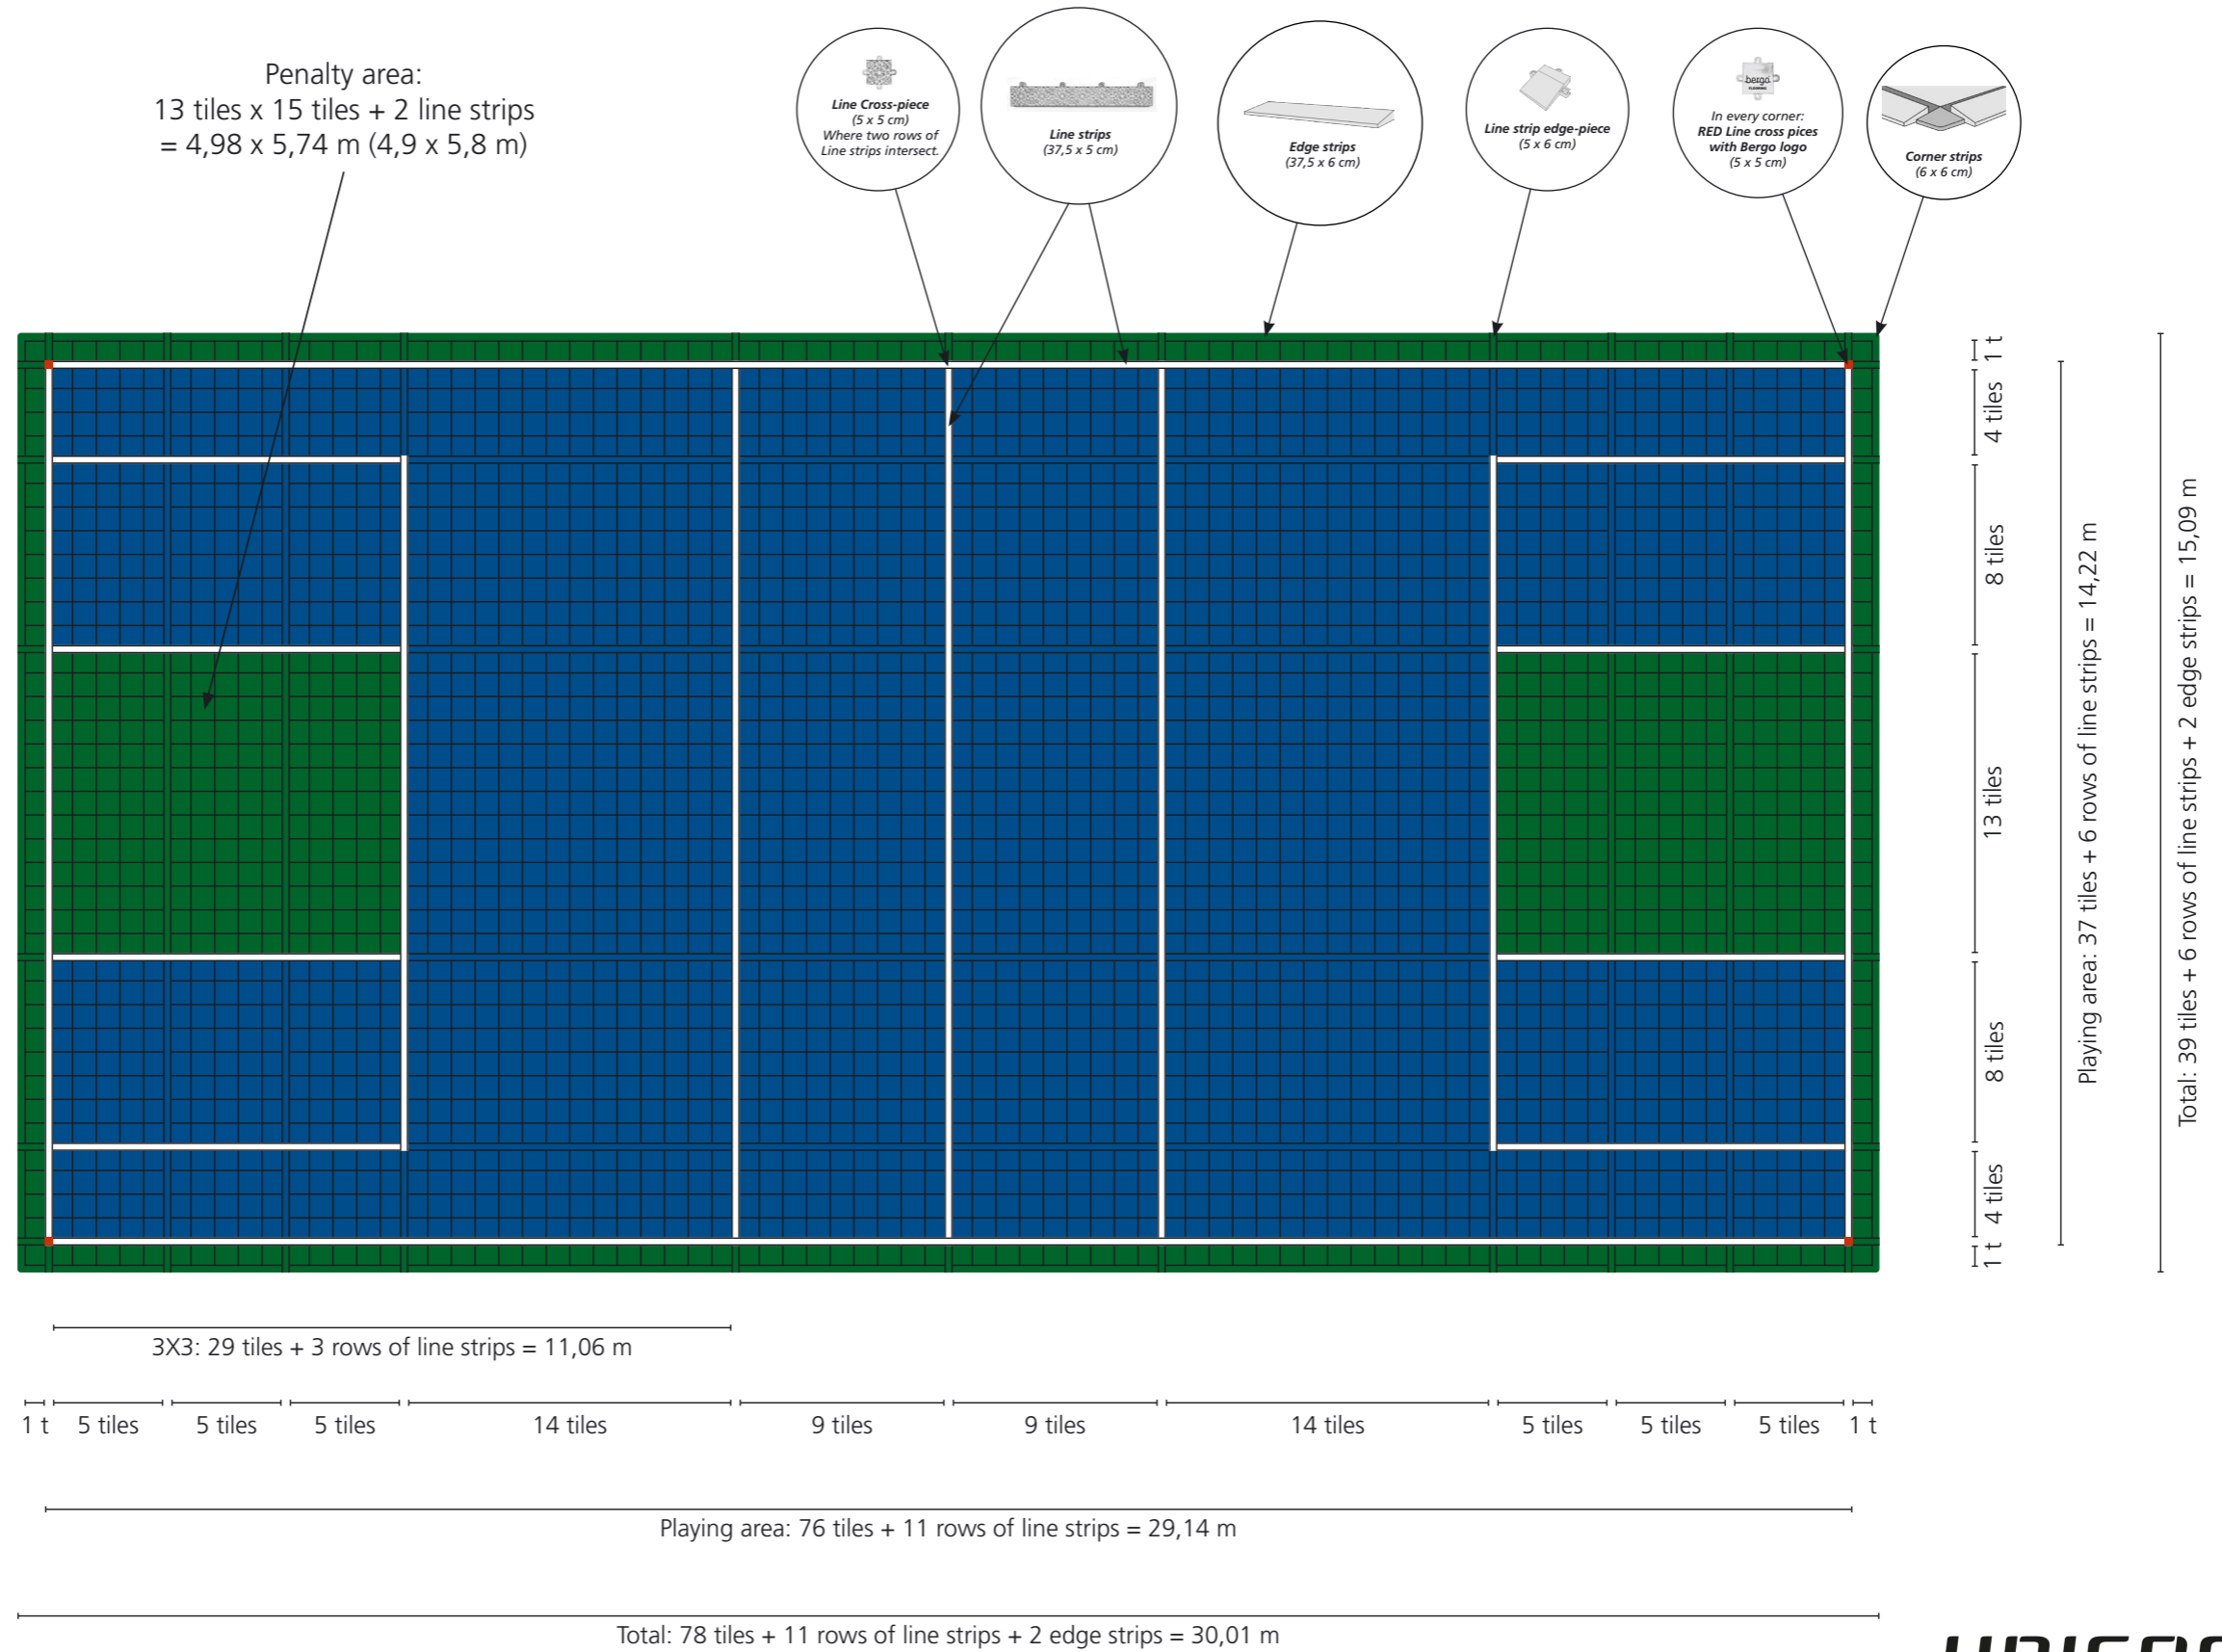 Penalty area:
13 tiles x 15 tiles + 2 line strips
= 4,98 x 5,74 m (4,9 x 5,8 m)
Line Cross-piece
(5 x 5 cm)
Where two rows of
Line strips intersect.
Line strips
(37,5 x 5 cm)
Edge strips
(37,5 x 6 cm)
Line strip edge-piece
(5 x 6 cm)
bergo
FLOORING
In every corner:
RED Line cross pices
with Bergo logo
(5 x 5 cm)
Corner strips
(6 x 6 cm)
1 t
4 tiles
8 tiles
13 tiles
8 tiles
4 tiles
1 t
Playing area: 37 tiles + 6 rows of line strips = 14,22 m
Total: 39 tiles + 6 rows of line strips + 2 edge strips = 15,09 m
3X3: 29 tiles + 3 rows of line strips = 11,06 m
1 t
5 tiles
5 tiles
5 tiles
14 tiles
9 tiles
9 tiles
14 tiles
5 tiles
5 tiles
5 tiles
1 t
Playing area: 76 tiles + 11 rows of line strips = 29,14 m
Total: 78 tiles + 11 rows of line strips + 2 edge strips = 30,01 m